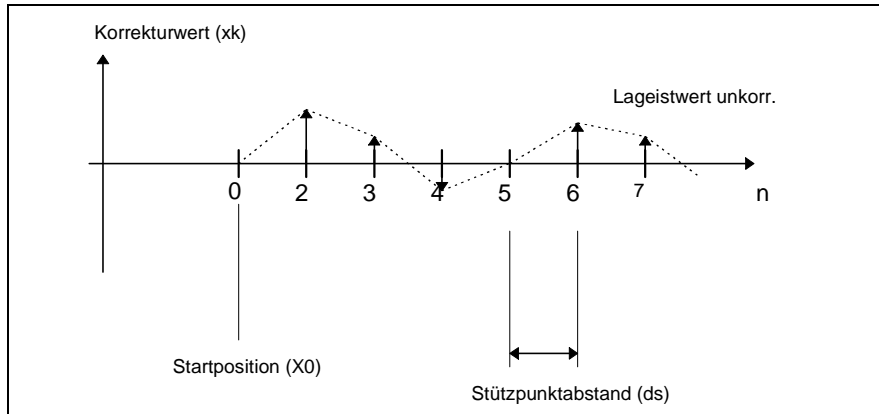 Korrekturwert (xk)
Lageistwert unkorr.
0 2 3 4 5 6 7 n
Startposition (X0)
Stützpunktabstand (ds)